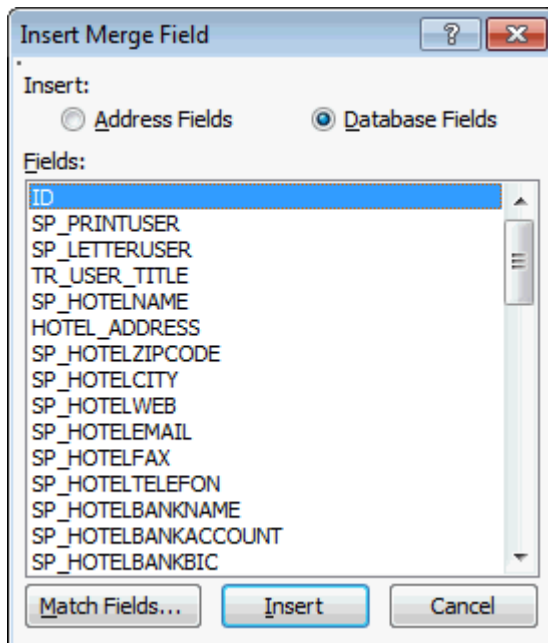 Insert Merge Field
Insert:
Address Fields Database Fields
Fields:
ID
SP_PRINTUSER
SP_LETTERUSER
TR_USER_TITLE
SP_HOTELNAME
HOTEL_ADDRESS
SP_HOTELZIPCODE
SP_HOTELCITY
SP_HOTELWEB
SP_HOTELEMAIL
SP_HOTELFAX
SP_HOTELTELEFON
SP_HOTELBANKNAME
SP_HOTELBANKACCOUNT
SP_HOTELBANKBIC
Match Fields... Insert Cancel